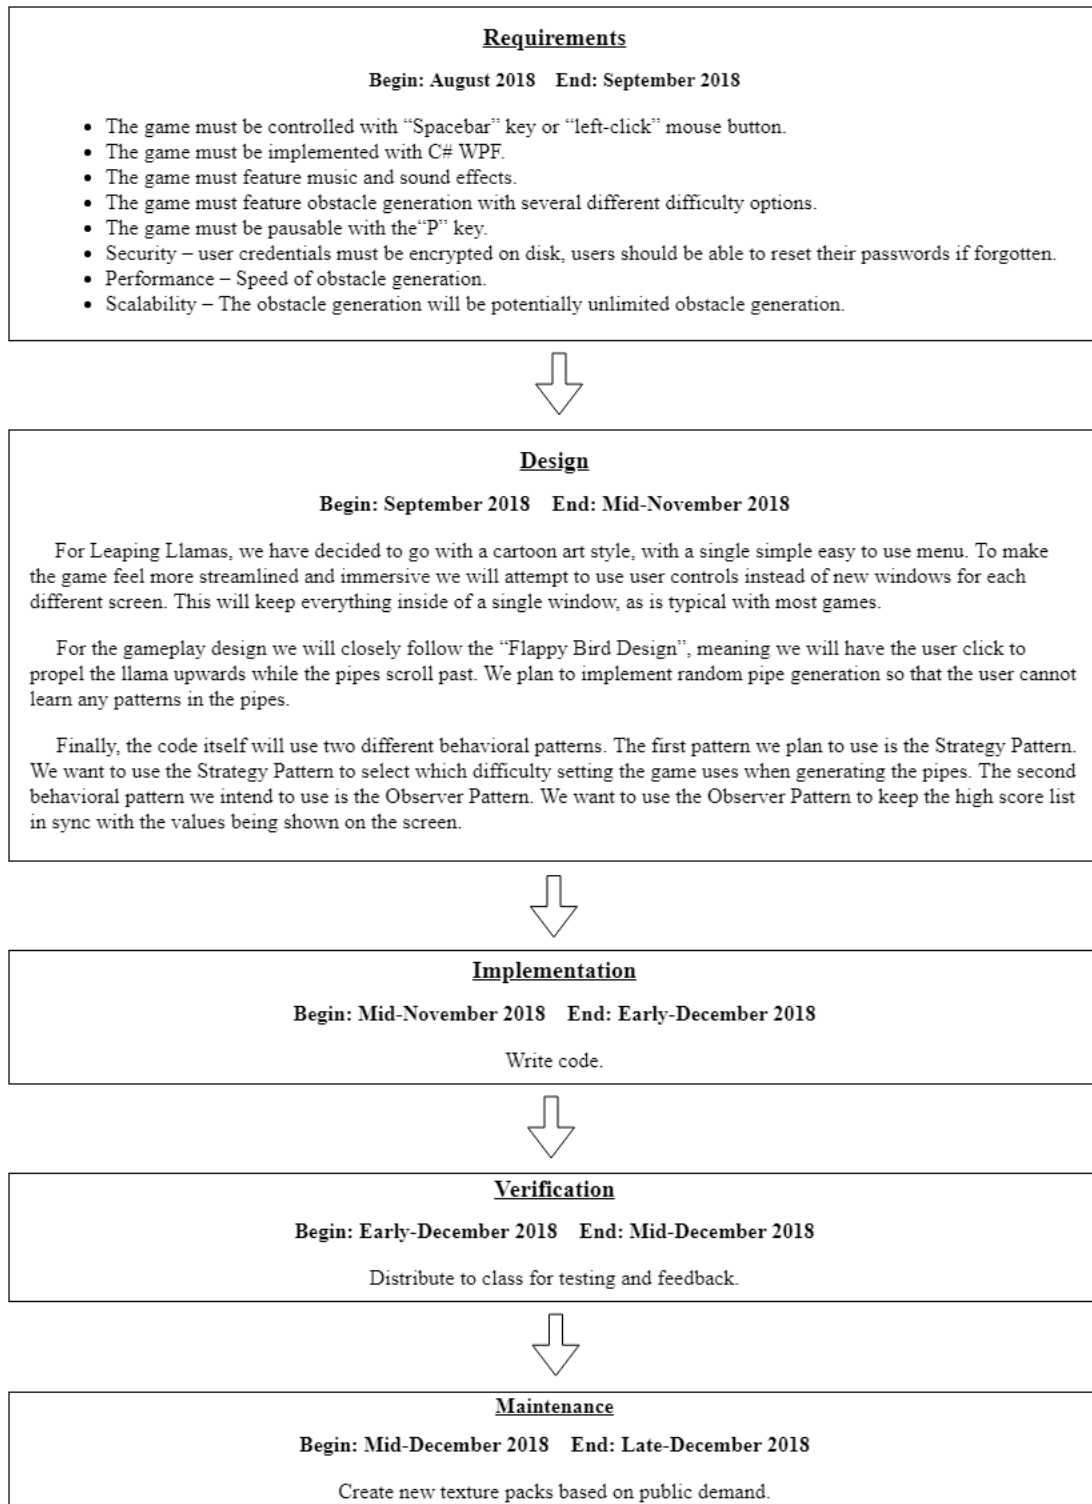 Requirements
Begin: August 2018    End: September 2018
• The game must be controlled with “Spacebar” key or “left-click” mouse button.
• The game must be implemented with C# WPF.
• The game must feature music and sound effects.
• The game must feature obstacle generation with several different difficulty options.
• The game must be pausable with the“P” key.
• Security – user credentials must be encrypted on disk, users should be able to reset their passwords if forgotten.
• Performance – Speed of obstacle generation.
• Scalability – The obstacle generation will be potentially unlimited obstacle generation.
Design
Begin: September 2018    End: Mid-November 2018
For Leaping Llamas, we have decided to go with a cartoon art style, with a single simple easy to use menu. To make
the game feel more streamlined and immersive we will attempt to use user controls instead of new windows for each
different screen. This will keep everything inside of a single window, as is typical with most games.
For the gameplay design we will closely follow the “Flappy Bird Design”, meaning we will have the user click to
propel the llama upwards while the pipes scroll past. We plan to implement random pipe generation so that the user cannot
learn any patterns in the pipes.
Finally, the code itself will use two different behavioral patterns. The first pattern we plan to use is the Strategy Pattern.
We want to use the Strategy Pattern to select which difficulty setting the game uses when generating the pipes. The second
behavioral pattern we intend to use is the Observer Pattern. We want to use the Observer Pattern to keep the high score list
in sync with the values being shown on the screen.
Implementation
Begin: Mid-November 2018    End: Early-December 2018
Write code.
Verification
Begin: Early-December 2018    End: Mid-December 2018
Distribute to class for testing and feedback.
Maintenance
Begin: Mid-December 2018    End: Late-December 2018
Create new texture packs based on public demand.